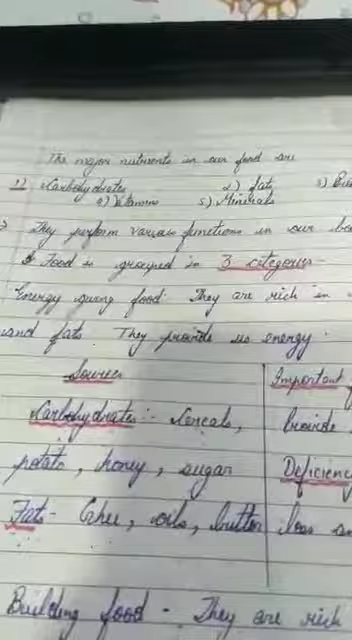 The major nutrients in our food are
1) Carbohydrates 2) fats 3)
4) Vitamins 5) Minerals
They perform various functions in our
Food is grouped in 3 categories -
Energy giving food: They are rich in
and fats. They provide us energy.
Sources Important
Carbohydrates :- Cereals, Provide
potato, honey, sugar Deficiency
Fats - Ghee, oils, butter loss
Building food - They are rich